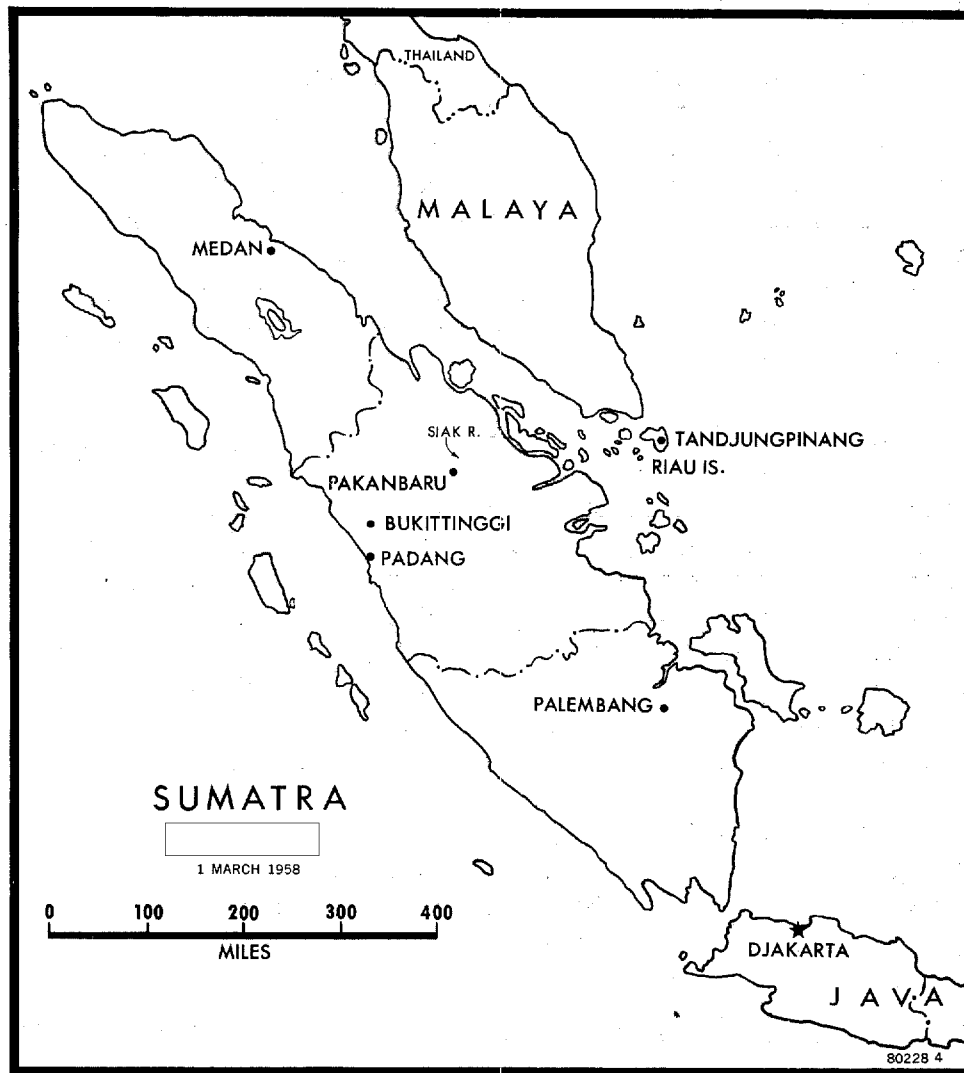 THAILAND
MALAYA
MEDAN
TANDJUNGPINANG
SIAK R.
RIAU IS.
PAKANBARU
BUKITTINGGI
PADANG
PALEMBANG
SUMATRA
1 MARCH 1958
0 100 200 300 400
MILES
DJAKARTA
JAVA
80228 4